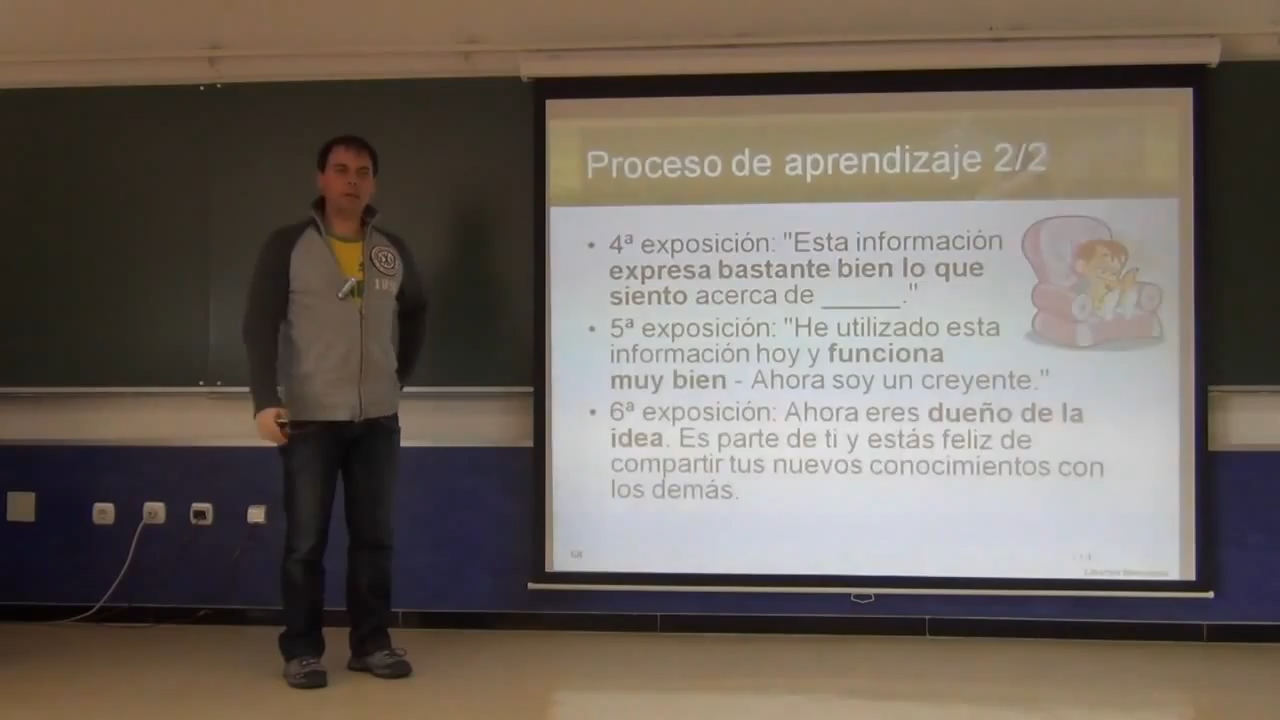 Proceso de aprendizaje 2/2
• 4ª exposición: "Esta información
expresa bastante bien lo que
siento acerca de ______."
• 5ª exposición: "He utilizado esta
información hoy y funciona
muy bien - Ahora soy un creyente."
• 6ª exposición: Ahora eres dueño de la
idea. Es parte de ti y estás feliz de
compartir tus nuevos conocimientos con
los demás.